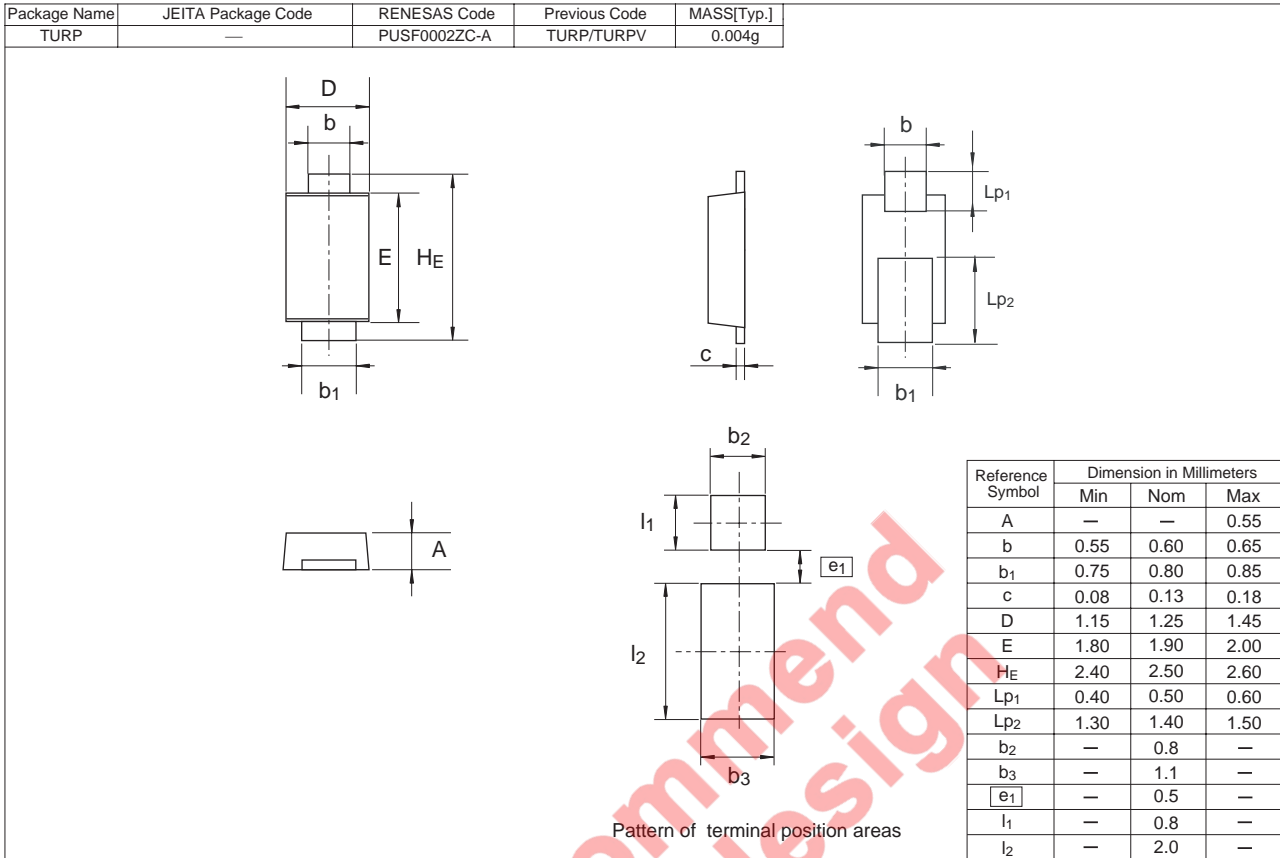 Package Name JEITA Package Code RENESAS Code Previous Code MASS[Typ.]
TURP — PUSF0002ZC-A TURP/TURPV 0.004g
D
b
E HE
b1
c
b
Lp1
Lp2
b1
A
b2
l1
e1
l2
b3
Pattern of terminal position areas
Reference Symbol Dimension in Millimeters
Min Nom Max
A — — 0.55
b 0.55 0.60 0.65
b1 0.75 0.80 0.85
c 0.08 0.13 0.18
D 1.15 1.25 1.45
E 1.80 1.90 2.00
HE 2.40 2.50 2.60
Lp1 0.40 0.50 0.60
Lp2 1.30 1.40 1.50
b2 — 0.8 —
b3 — 1.1 —
e1 — 0.5 —
l1 — 0.8 —
l2 — 2.0 —
ommend
design